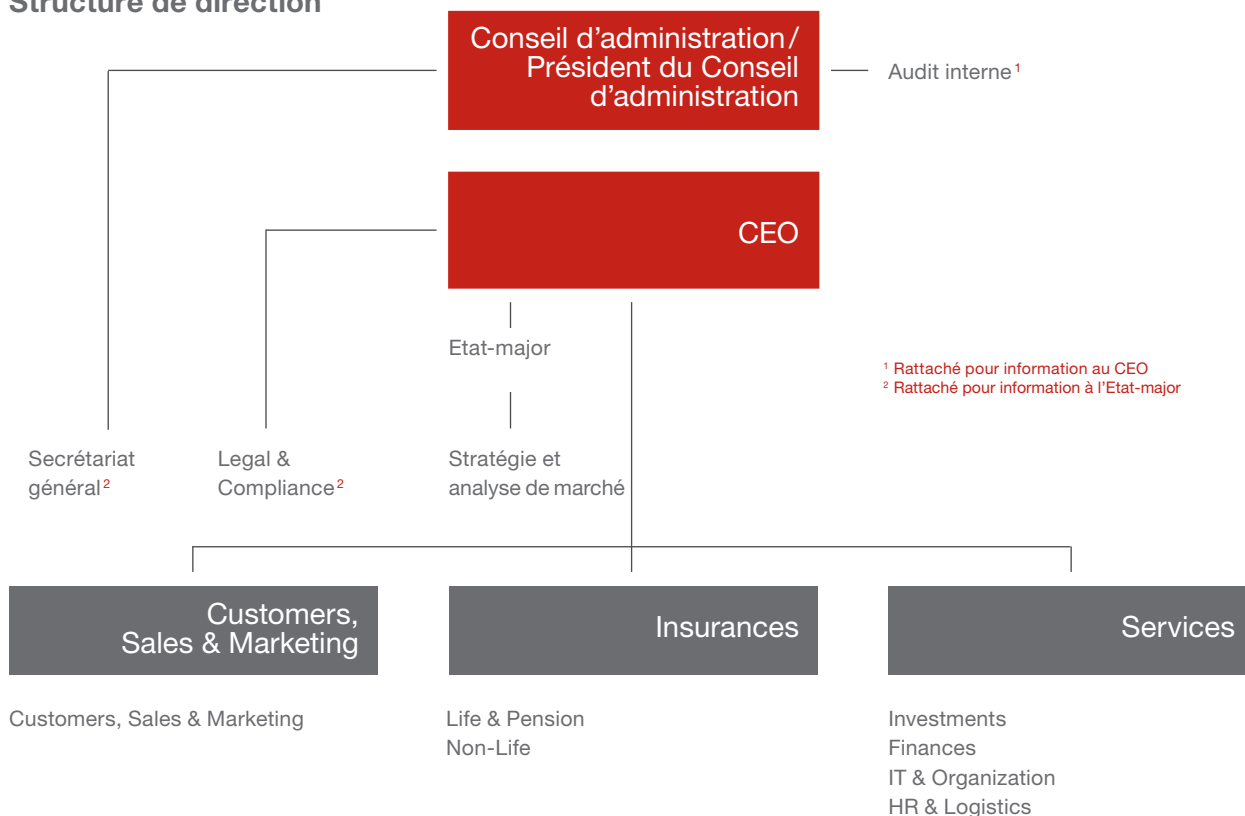 Structure de direction
Conseil d’administration/
Président du Conseil
d’administration
Audit interne¹
CEO
Etat-major
¹ Rattaché pour information au CEO
² Rattaché pour information à l’Etat-major
Secrétariat
général²
Legal &
Compliance²
Stratégie et
analyse de marché
Customers,
Sales & Marketing
Insurances
Services
Customers, Sales & Marketing
Life & Pension
Non-Life
Investments
Finances
IT & Organization
HR & Logistics